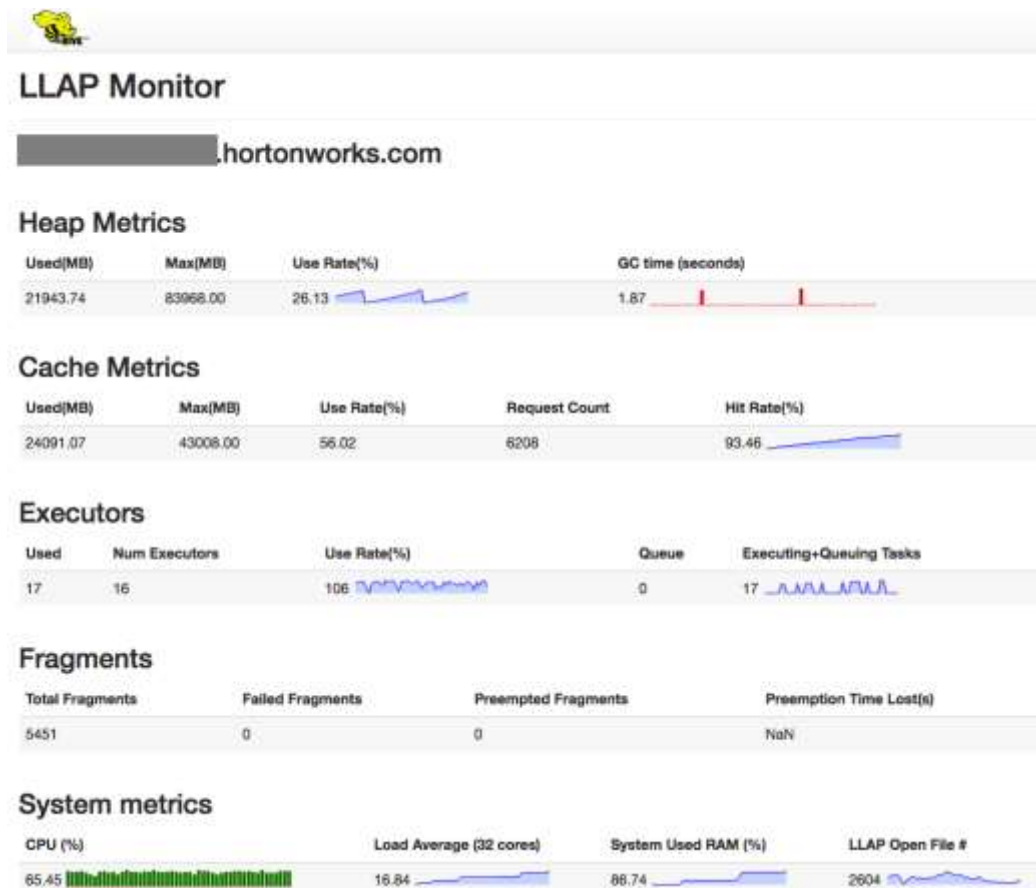 LLAP Monitor
.hortonworks.com
Heap Metrics
Used(MB) Max(MB) Use Rate(%) GC time (seconds)
21943.74 83968.00 26.13 1.87
Cache Metrics
Used(MB) Max(MB) Use Rate(%) Request Count Hit Rate(%)
24091.07 43008.00 56.02 6208 93.46
Executors
Used Num Executors Use Rate(%) Queue Executing+Queuing Tasks
17 16 106 0 17
Fragments
Total Fragments Failed Fragments Preempted Fragments Preemption Time Lost(s)
5451 0 0 NaN
System metrics
CPU (%) Load Average (32 cores) System Used RAM (%) LLAP Open File #
65.45 16.84 86.74 2604